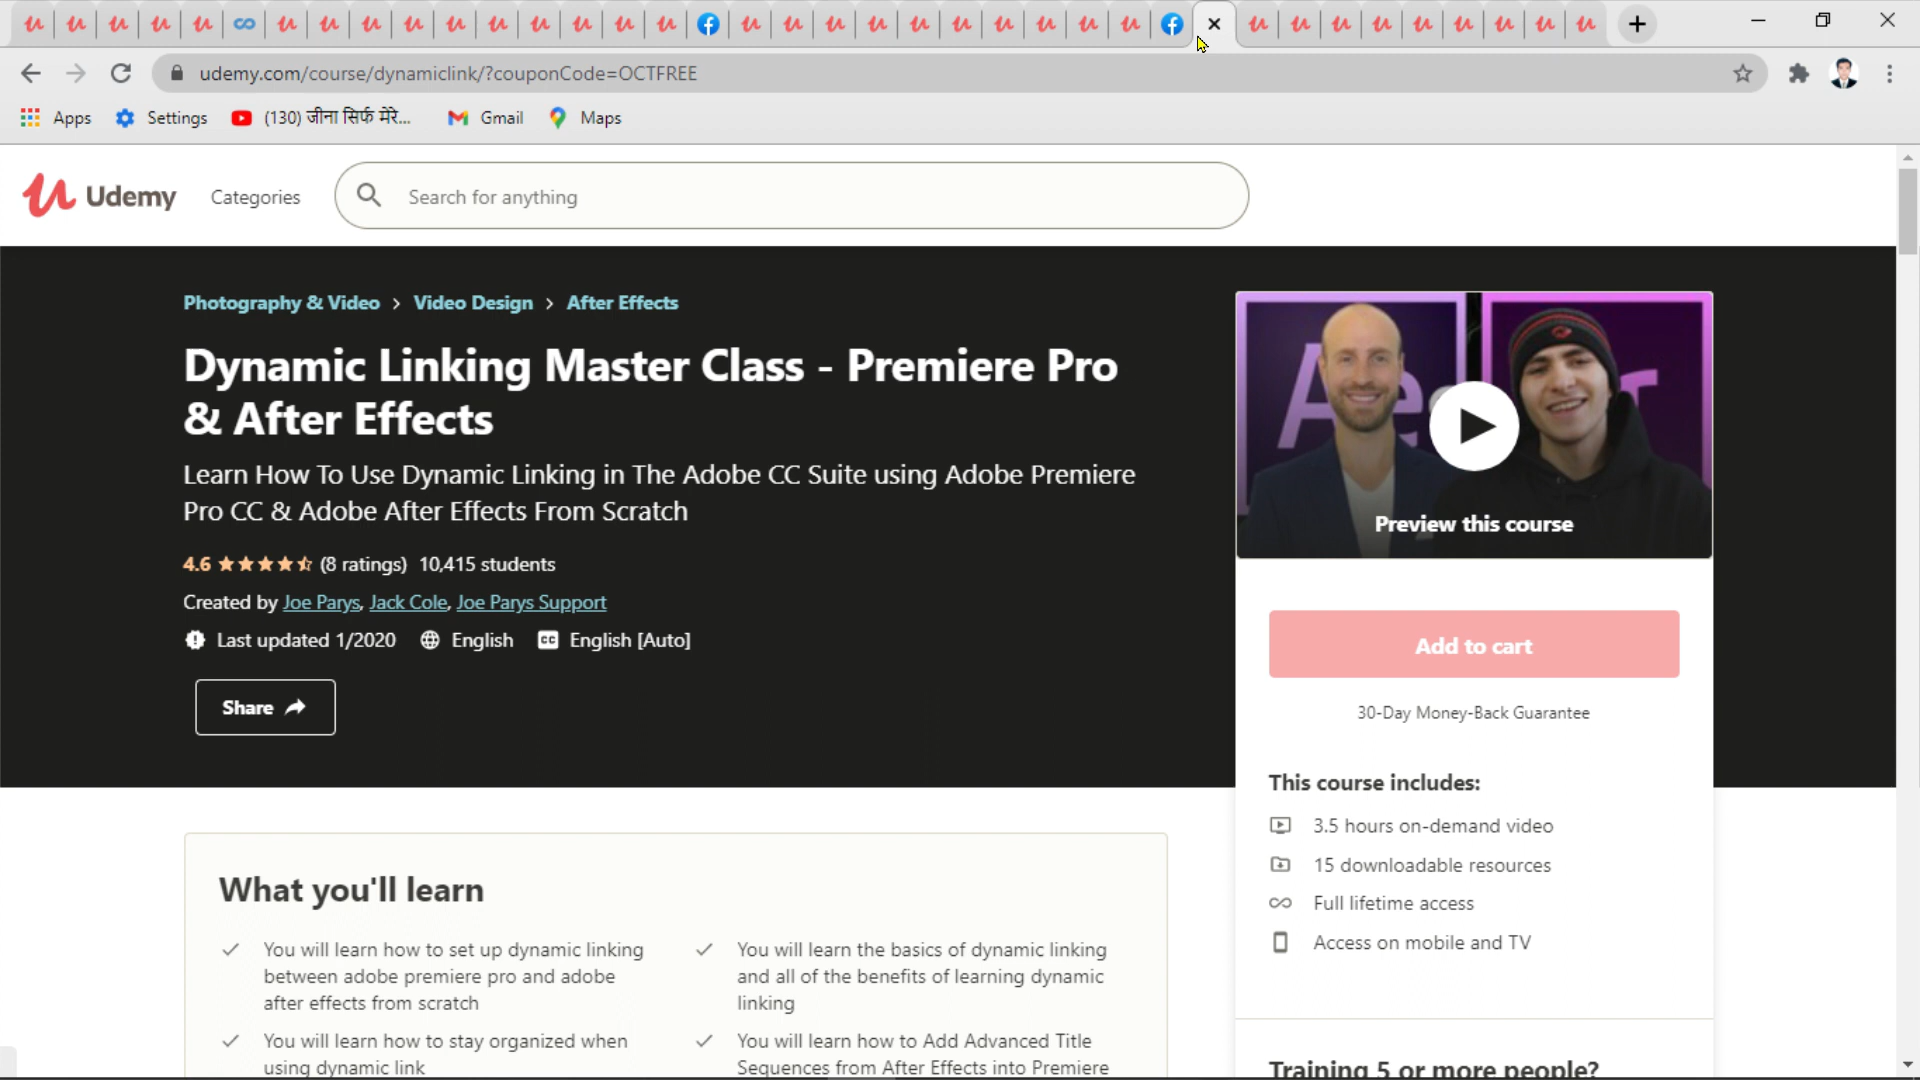 udemy.com/course/dynamiclink/?couponCode=OCTFREE
Apps Settings (130) जीना सिर्फ मेरे... Gmail Maps
Udemy Categories Search for anything
Photography & Video > Video Design > After Effects
Dynamic Linking Master Class - Premiere Pro
& After Effects
Learn How To Use Dynamic Linking in The Adobe CC Suite using Adobe Premiere
Pro CC & Adobe After Effects From Scratch
4.6 (8 ratings) 10,415 students
Created by Joe Parys, Jack Cole, Joe Parys Support
Last updated 1/2020 English CC English [Auto]
Share
Preview this course
Add to cart
30-Day Money-Back Guarantee
This course includes:
3.5 hours on-demand video
15 downloadable resources
Full lifetime access
Access on mobile and TV
Training 5 or more people?
What you'll learn
You will learn how to set up dynamic linking
between adobe premiere pro and adobe
after effects from scratch
You will learn how to stay organized when
using dynamic link
You will learn the basics of dynamic linking
and all of the benefits of learning dynamic
linking
You will learn how to Add Advanced Title
Sequences from After Effects into Premiere